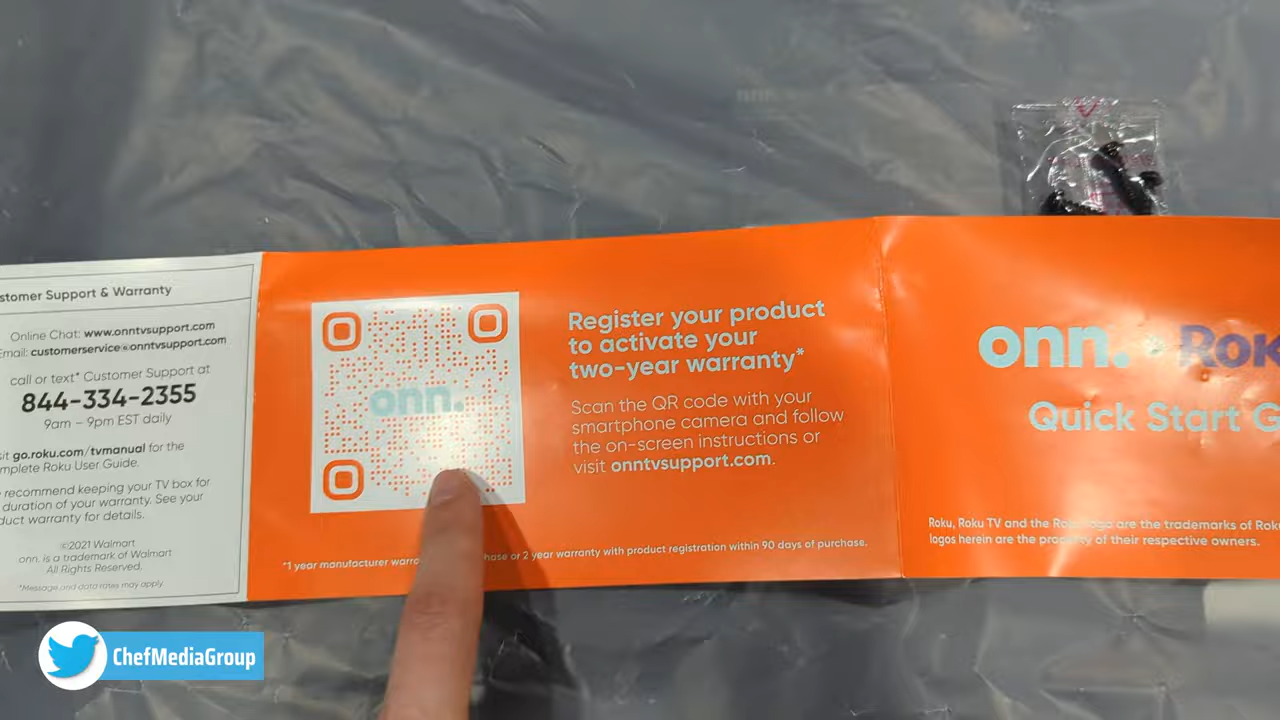 stomer Support & Warranty
Online Chat: www.onntvsupport.com
Email: customerservice@onntvsupport.com
call or text* Customer Support at
844-334-2355
9am – 9pm EST daily
sit go.roku.com/tvmanual for the
mplete Roku User Guide.
recommend keeping your TV box for
duration of your warranty. See your
duct warranty for details.
©2021 Walmart
onn. is a trademark of Walmart
All Rights Reserved,
*Message and data rates may apply.
onn.
Register your product
to activate your
two-year warranty*
Scan the QR code with your
smartphone camera and follow
the on-screen instructions or
visit onntvsupport.com.
*1 year manufacturer warra hase or 2 year warranty with product registration within 90 days of purchase.
onn. Rok
Quick Start G
Roku, Roku TV and the Roku logo are the trademarks of Roku
logos herein are the property of their respective owners.
ChefMediaGroup